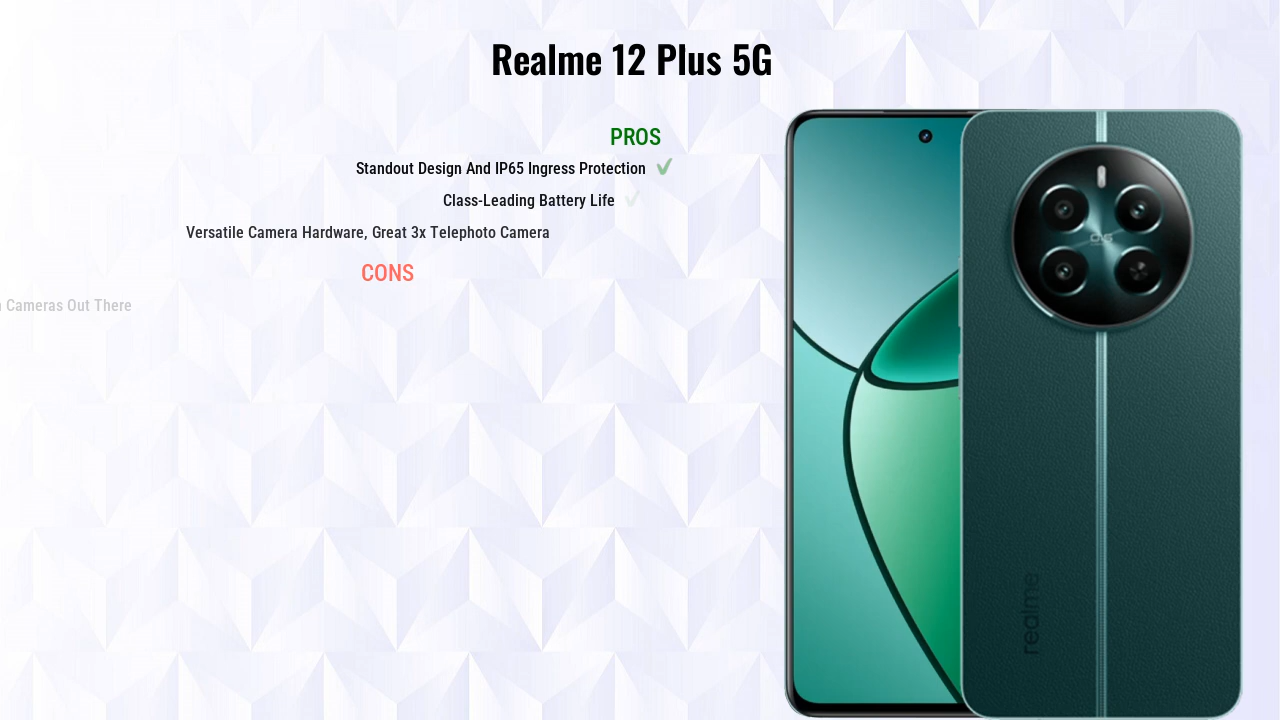 Realme 12 Plus 5G
PROS
Standout Design And IP65 Ingress Protection
Class-Leading Battery Life
Versatile Camera Hardware, Great 3x Telephoto Camera
CONS
Cameras Out There
realme